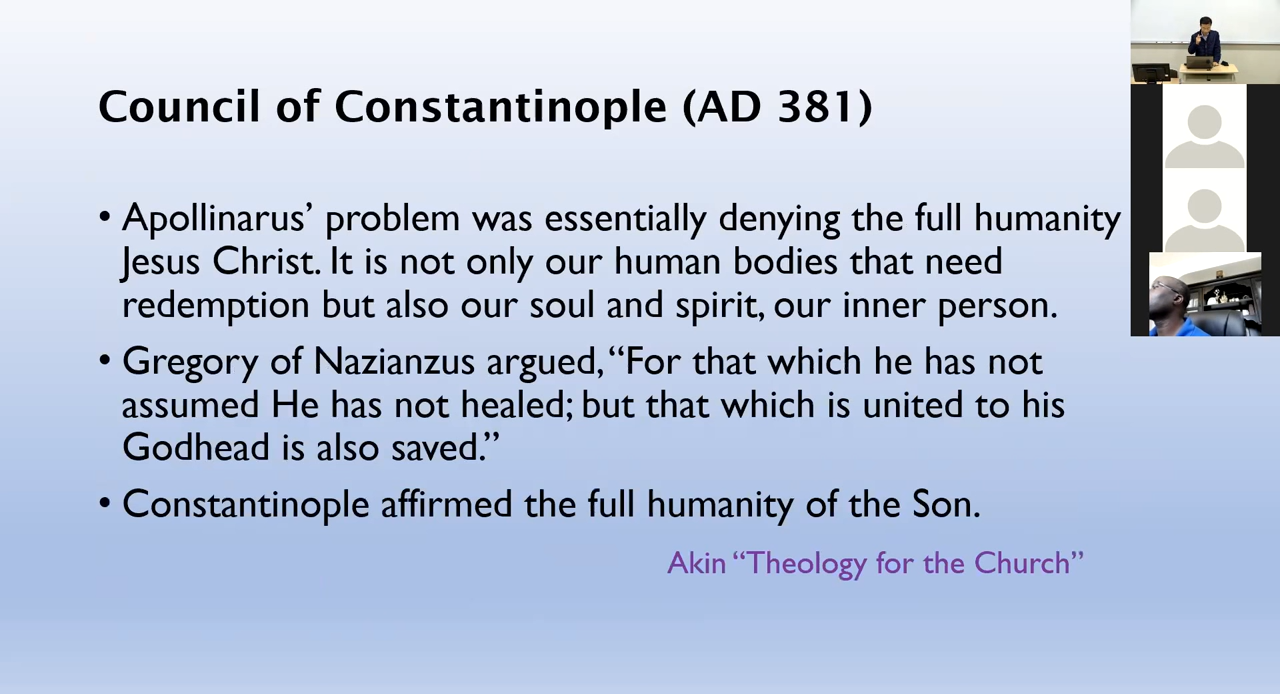 Council of Constantinople (AD 381)
• Apollinarus’ problem was essentially denying the full humanity
Jesus Christ. It is not only our human bodies that need
redemption but also our soul and spirit, our inner person.
• Gregory of Nazianzus argued, “For that which he has not
assumed He has not healed; but that which is united to his
Godhead is also saved.”
• Constantinople affirmed the full humanity of the Son.
Akin “Theology for the Church”